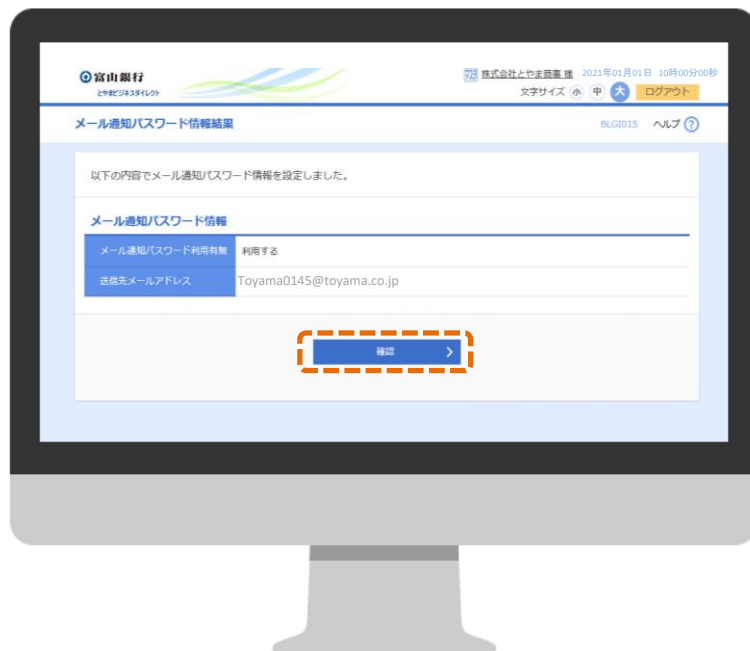 富山銀行
とやまビジネスダイレクト
株式会社とやま商事 様 2021年01月01日 10時00分00秒
文字サイズ 小 中 大 ログアウト
メール通知パスワード情報結果
BLGI015 ヘルプ ?
以下の内容でメール通知パスワード情報を設定しました。
メール通知パスワード情報
メール通知パスワード利用有無 利用する
送信先メールアドレス Toyama0145@toyama.co.jp
確認